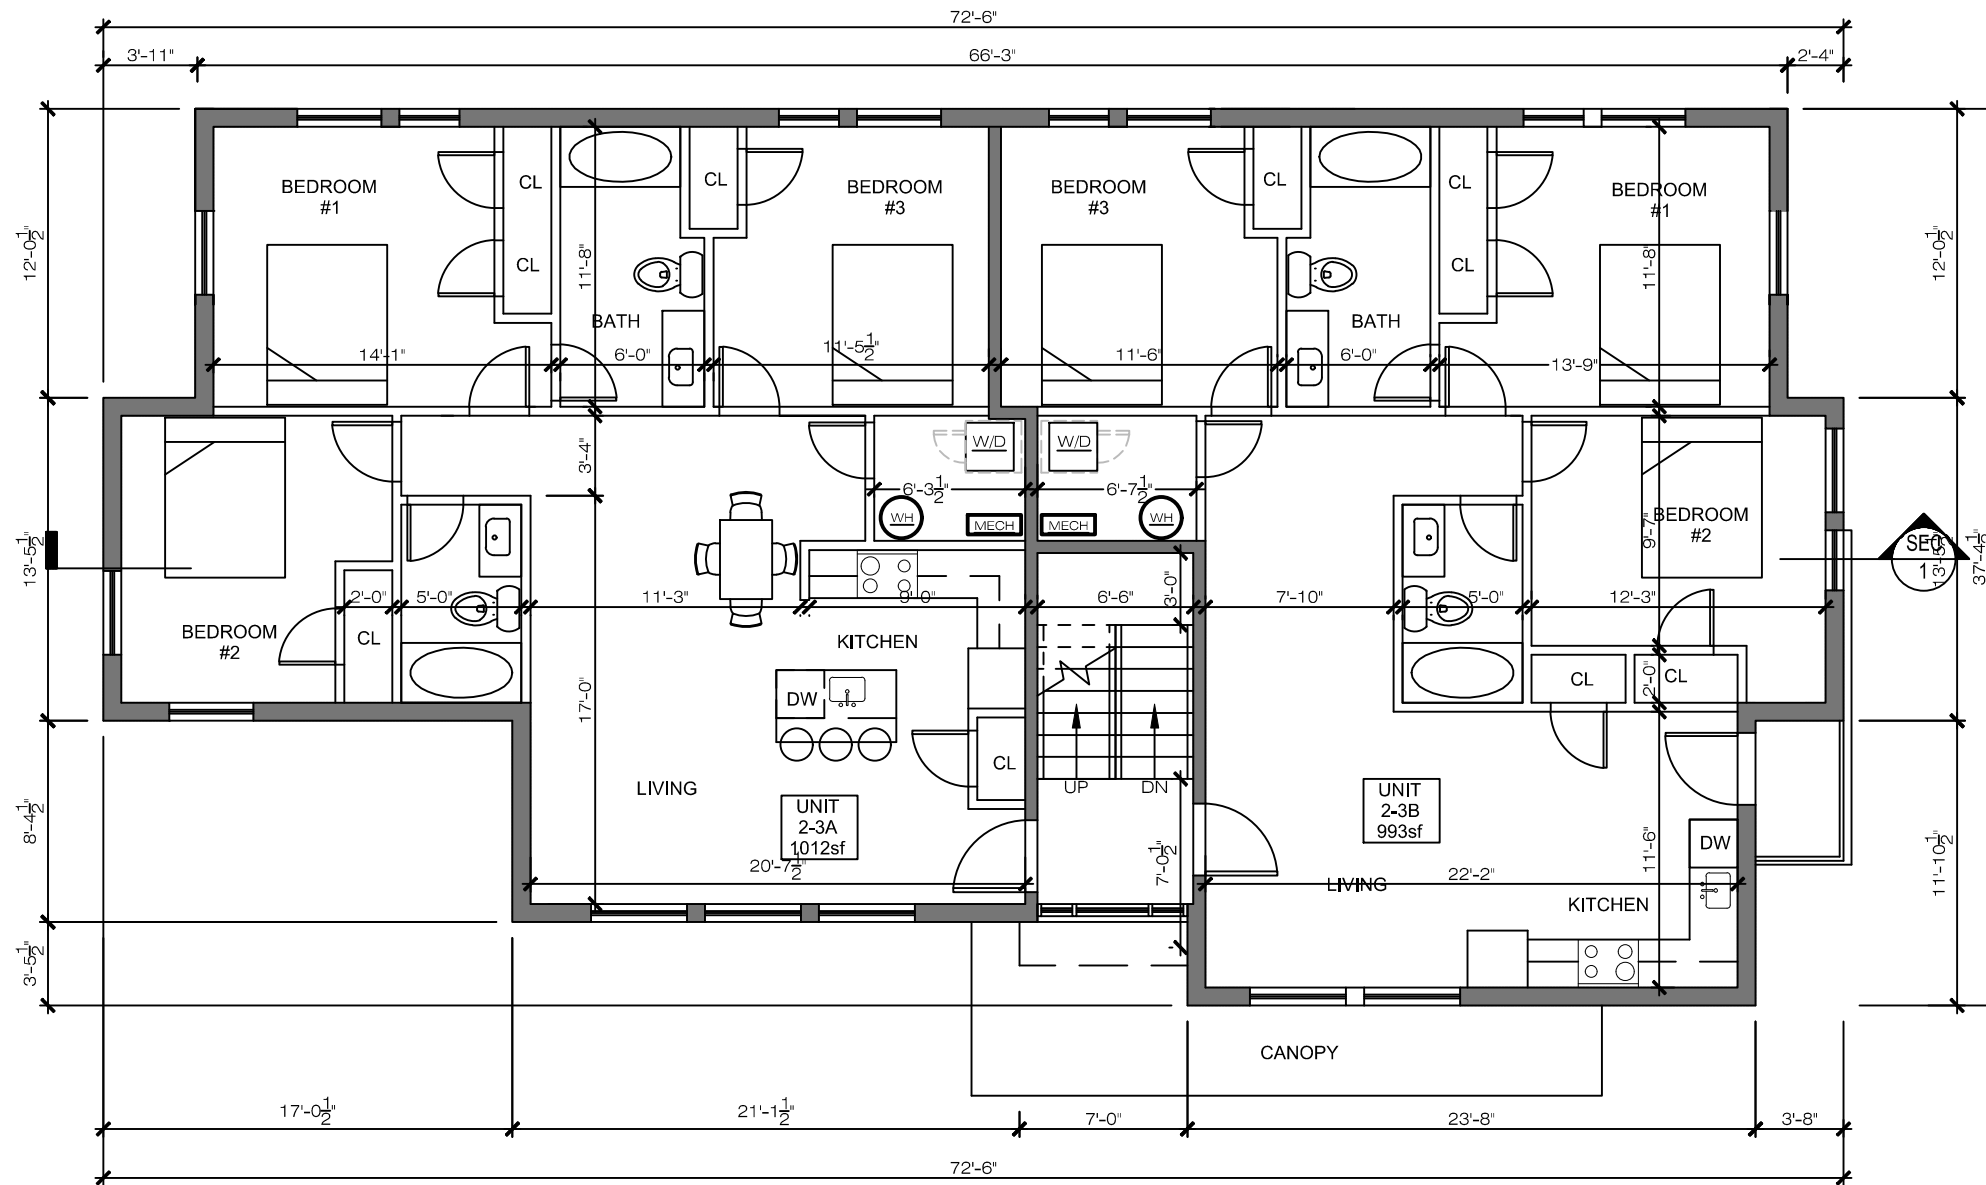 72'-6"
3'-11"
66'-3"
2'-4"
BEDROOM
#1
CL
CL
BEDROOM
#3
BEDROOM
#3
CL
CL
BEDROOM
#1
CL
CL
12'-0 1/2"
11'-8"
11'-8"
12'-0 1/2"
BATH
BATH
14'-1"
6'-0"
11'-5 1/2"
11'-6"
6'-0"
13'-9"
3'-4"
W/D
W/D
6'-3 1/2"
6'-7 1/2"
WH
MECH
MECH
WH
BEDROOM
#2
9'-7"
13'-5 1/2"
SEC
1
13'-5 1/2"
37'-4 1/2"
2'-0"
5'-0"
11'-3"
9'-0"
6'-6"
3'-0"
7'-10"
5'-0"
12'-3"
BEDROOM
#2
CL
KITCHEN
CL
CL
2'-0"
DW
17'-0"
CL
LIVING
UP
DN
UNIT
2-3A
1012sf
UNIT
2-3B
993sf
8'-4 1/2"
7'-0 1/2"
11'-6"
DW
11'-10 1/2"
20'-7 1/2"
LIVING
22'-2"
KITCHEN
3'-5 1/2"
CANOPY
17'-0 1/2"
21'-1 1/2"
7'-0"
23'-8"
3'-8"
72'-6"